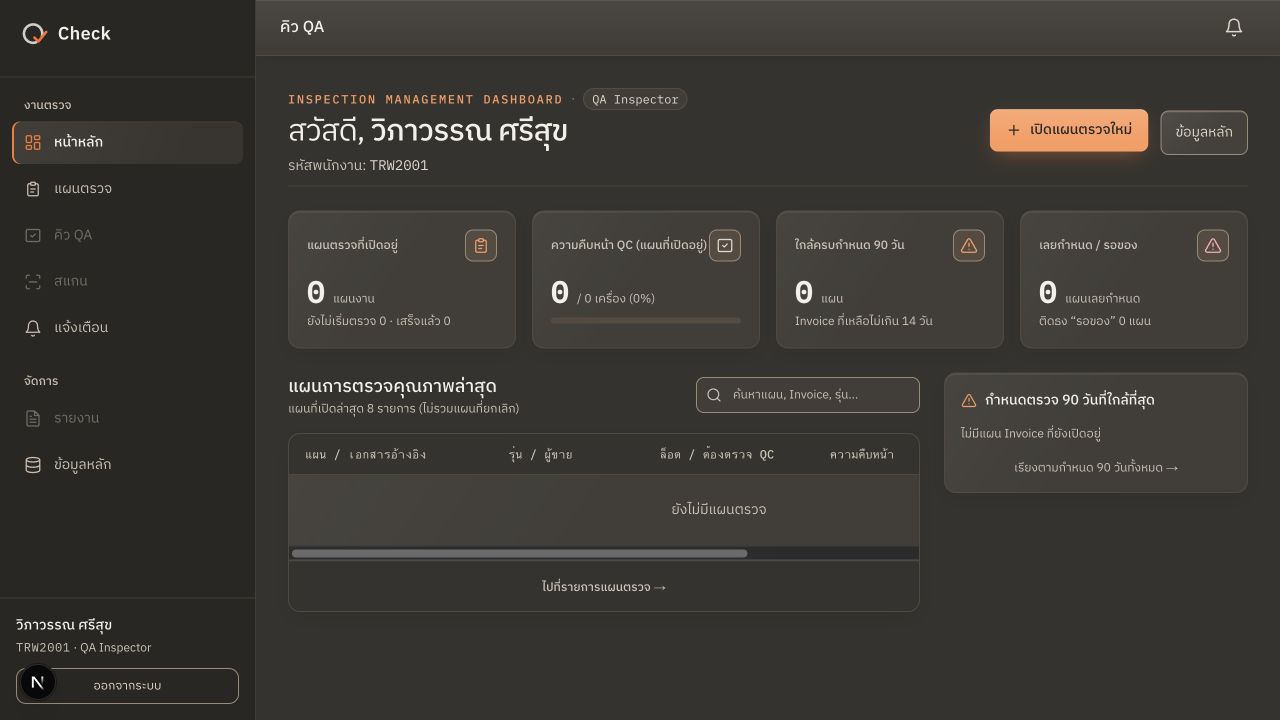 Check
งานตรวจ
หน้าหลัก
แผนตรวจ
คิว QA
สแกน
แจ้งเตือน
จัดการ
รายงาน
ข้อมูลหลัก
วิภาวรรณ ศรีสุข
TRW2001 · QA Inspector
N
ออกจากระบบ
คิว QA
INSPECTION MANAGEMENT DASHBOARD · QA Inspector
สวัสดี, วิภาวรรณ ศรีสุข
รหัสพนักงาน: TRW2001
+ เปิดแผนตรวจใหม่
ข้อมูลหลัก
แผนตรวจที่เปิดอยู่
0 แผนงาน
ยังไม่เริ่มตรวจ 0 · เสร็จแล้ว 0
ความคืบหน้า QC (แผนที่เปิดอยู่)
0 / 0 เครื่อง (0%)
ใกล้ครบกำหนด 90 วัน
0 แผน
Invoice ที่เหลือไม่เกิน 14 วัน
เลยกำหนด / รอของ
0 แผนเลยกำหนด
ติดธง “รอของ” 0 แผน
แผนการตรวจคุณภาพล่าสุด
แผนที่เปิดล่าสุด 8 รายการ (ไม่รวมแผนที่ยกเลิก)
ค้นหาแผน, Invoice, รุ่น...
แผน / เอกสารอ้างอิง รุ่น / ผู้ขาย ล็อต / ต้องตรวจ QC ความคืบหน้า
ยังไม่มีแผนตรวจ
ไปที่รายการแผนตรวจ →
กำหนดตรวจ 90 วันที่ใกล้ที่สุด
ไม่มีแผน Invoice ที่ยังเปิดอยู่
เรียงตามกำหนด 90 วันทั้งหมด →